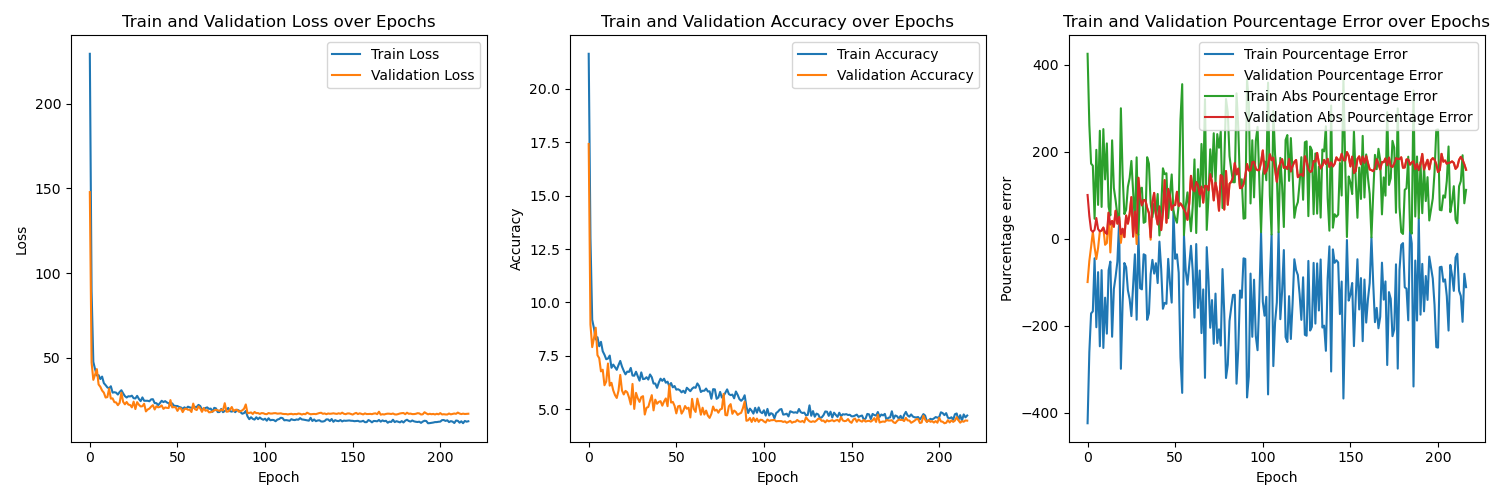 Train and Validation Loss over Epochs
Train Loss
Validation Loss
Loss
200
150
100
50
0
50
100
150
200
Epoch
Train and Validation Accuracy over Epochs
Train Accuracy
Validation Accuracy
Accuracy
20.0
17.5
15.0
12.5
10.0
7.5
5.0
0
50
100
150
200
Epoch
Train and Validation Pourcentage Error over Epochs
Train Pourcentage Error
Validation Pourcentage Error
Train Abs Pourcentage Error
Validation Abs Pourcentage Error
Pourcentage error
400
200
0
−200
−400
0
50
100
150
200
Epoch